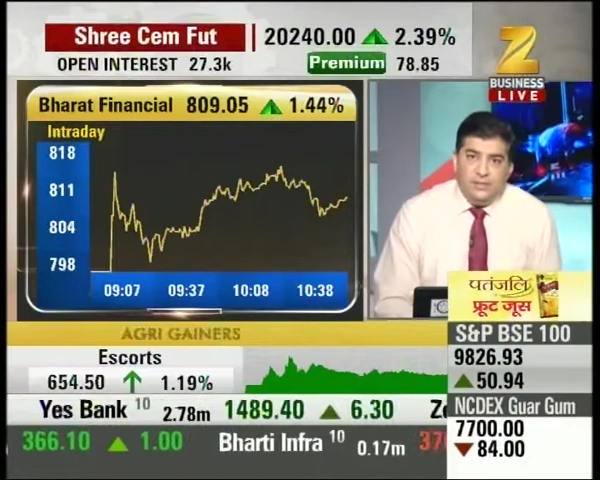 Shree Cem Fut
20240.00 2.39%
OPEN INTEREST 27.3k
Premium 78.85
Z
BUSINESS
LIVE
Bharat Financial 809.05 1.44%
Intraday
818
811
804
798
09:07 09:37 10:08 10:38
पतंजलि
फ्रूट जूस
AGRI GAINERS
Escorts
654.50 1.19%
S&P BSE 100
9826.93
50.94
Yes Bank 10 2.78m 1489.40 6.30
NCDEX Guar Gum
7700.00
84.00
366.10 1.00 Bharti Infra 10 0.17m